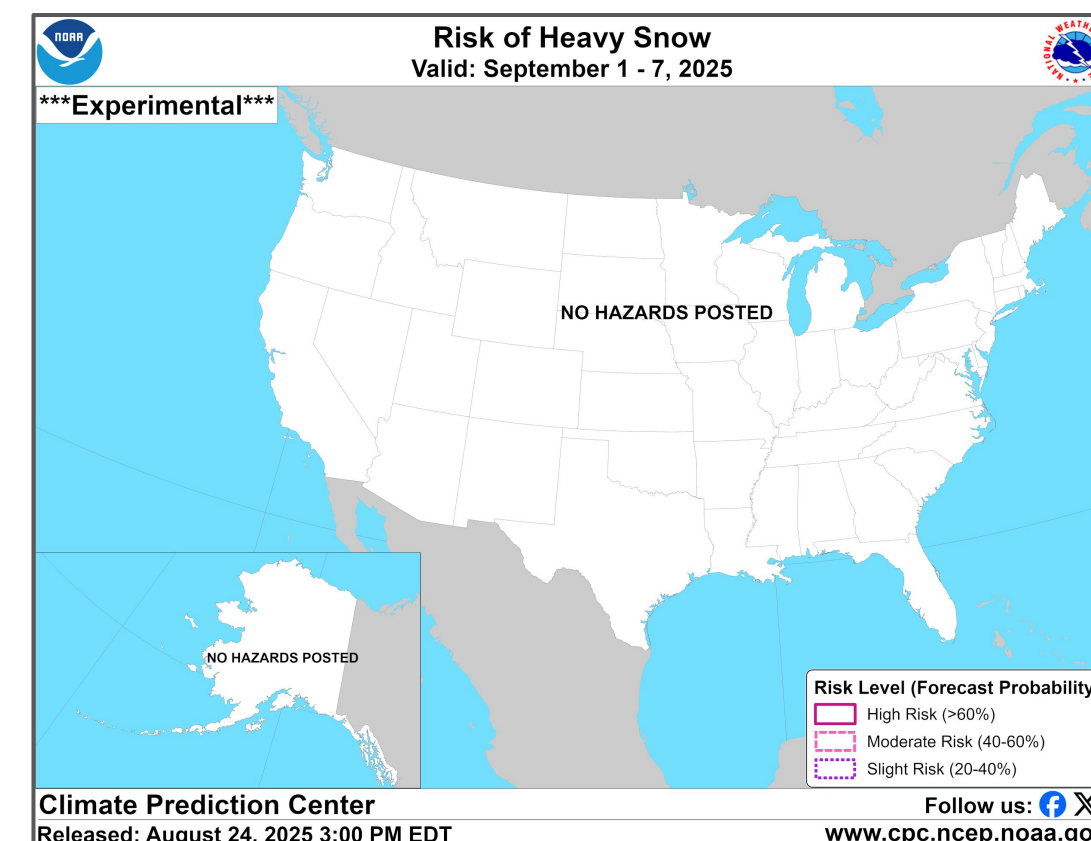 NOAA
Risk of Heavy Snow
Valid: September 1 - 7, 2025
***Experimental***
NO HAZARDS POSTED
NO HAZARDS POSTED
Risk Level (Forecast Probability
High Risk (>60%)
Moderate Risk (40-60%)
Slight Risk (20-40%)
Climate Prediction Center
Follow us:
Released: August 24, 2025 3:00 PM EDT
www.cpc.ncep.noaa.go